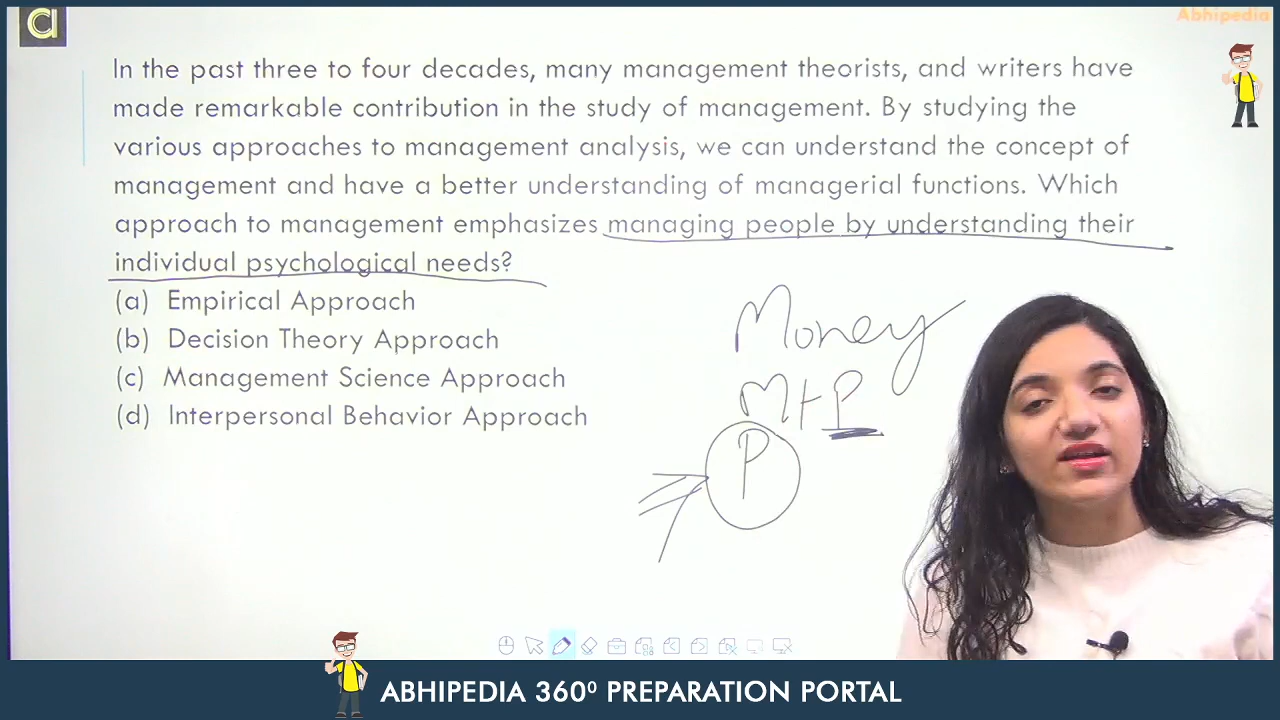 a
Abhipedia
In the past three to four decades, many management theorists, and writers have
made remarkable contribution in the study of management. By studying the
various approaches to management analysis, we can understand the concept of
management and have a better understanding of managerial functions. Which
approach to management emphasizes managing people by understanding their
individual psychological needs?
(a) Empirical Approach
(b) Decision Theory Approach
(c) Management Science Approach
(d) Interpersonal Behavior Approach
Money
M+P
P
ABHIPEDIA 360⁰ PREPARATION PORTAL